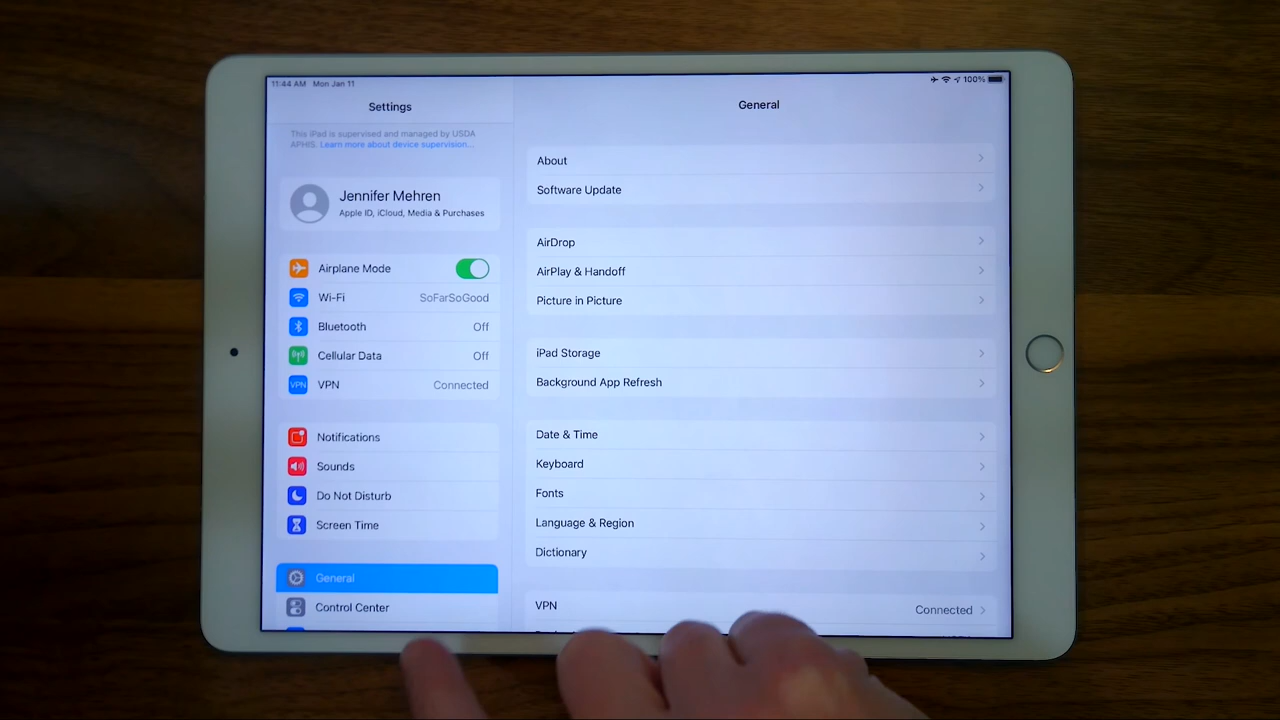 11:44 AM Mon Jan 11
100%
Settings
This iPad is supervised and managed by USDA
APHIS. Learn more about device supervision...
Jennifer Mehren
Apple ID, iCloud, Media & Purchases
Airplane Mode
Wi-Fi SoFarSoGood
Bluetooth Off
Cellular Data Off
VPN VPN Connected
Notifications
Sounds
Do Not Disturb
Screen Time
General
Control Center
General
About
Software Update
AirDrop
AirPlay & Handoff
Picture in Picture
iPad Storage
Background App Refresh
Date & Time
Keyboard
Fonts
Language & Region
Dictionary
VPN Connected